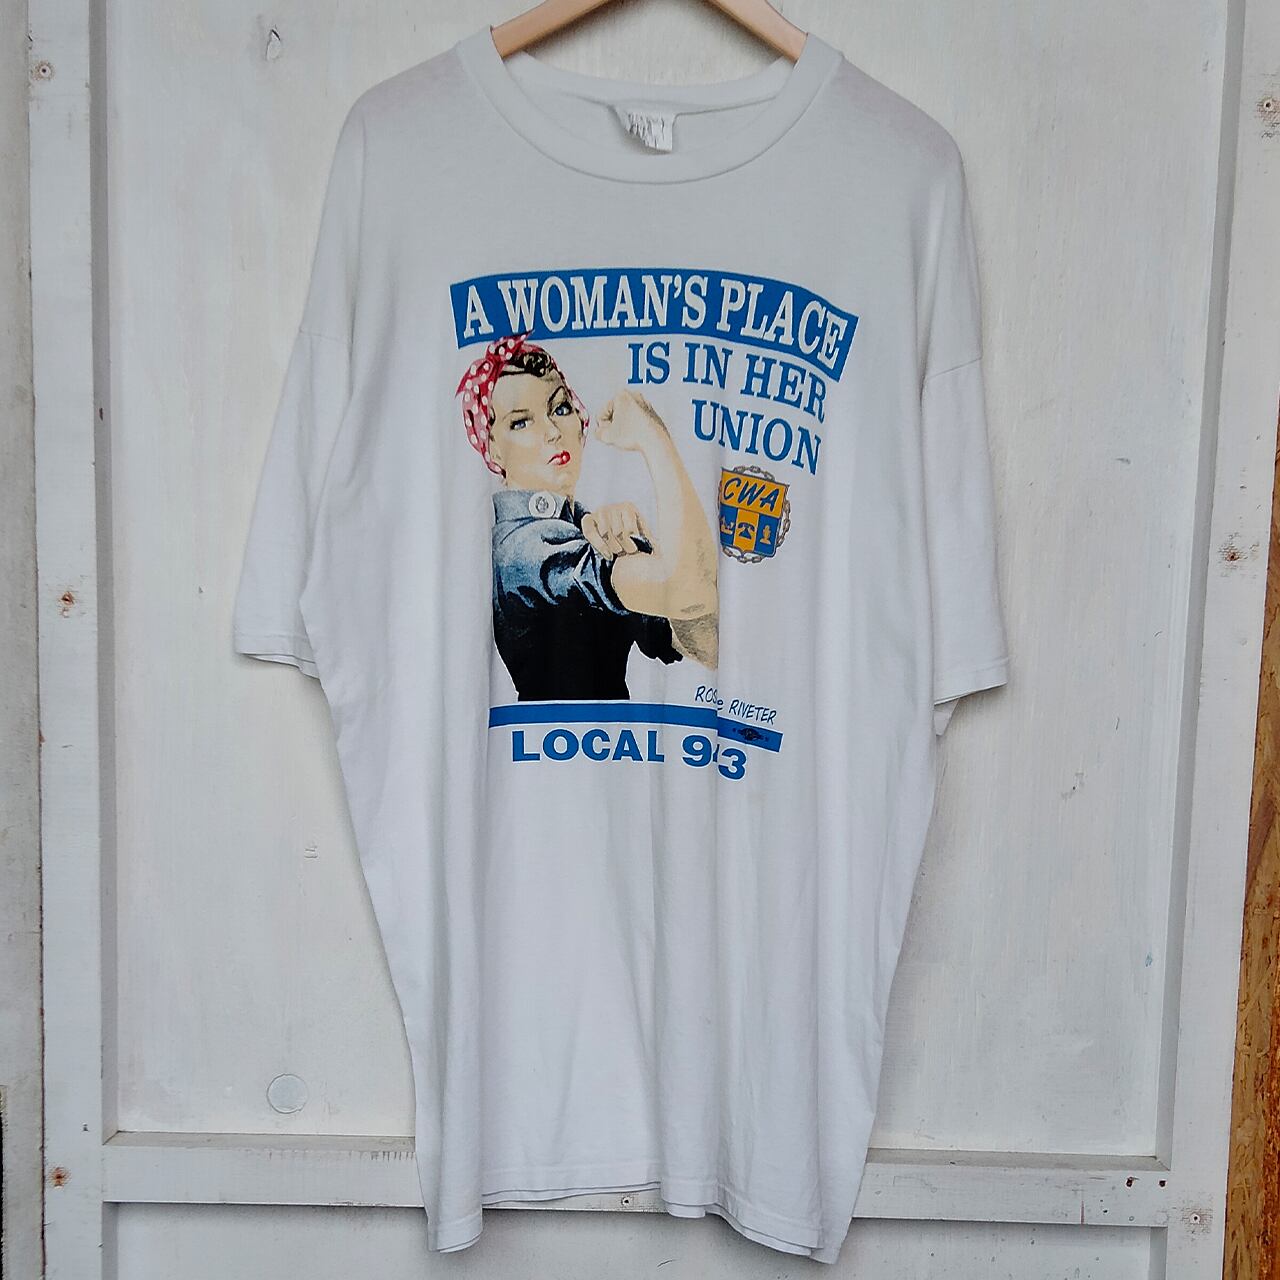 A WOMAN'S PLACE
IS IN HER
UNION
CWA
RIVETER
LOCAL